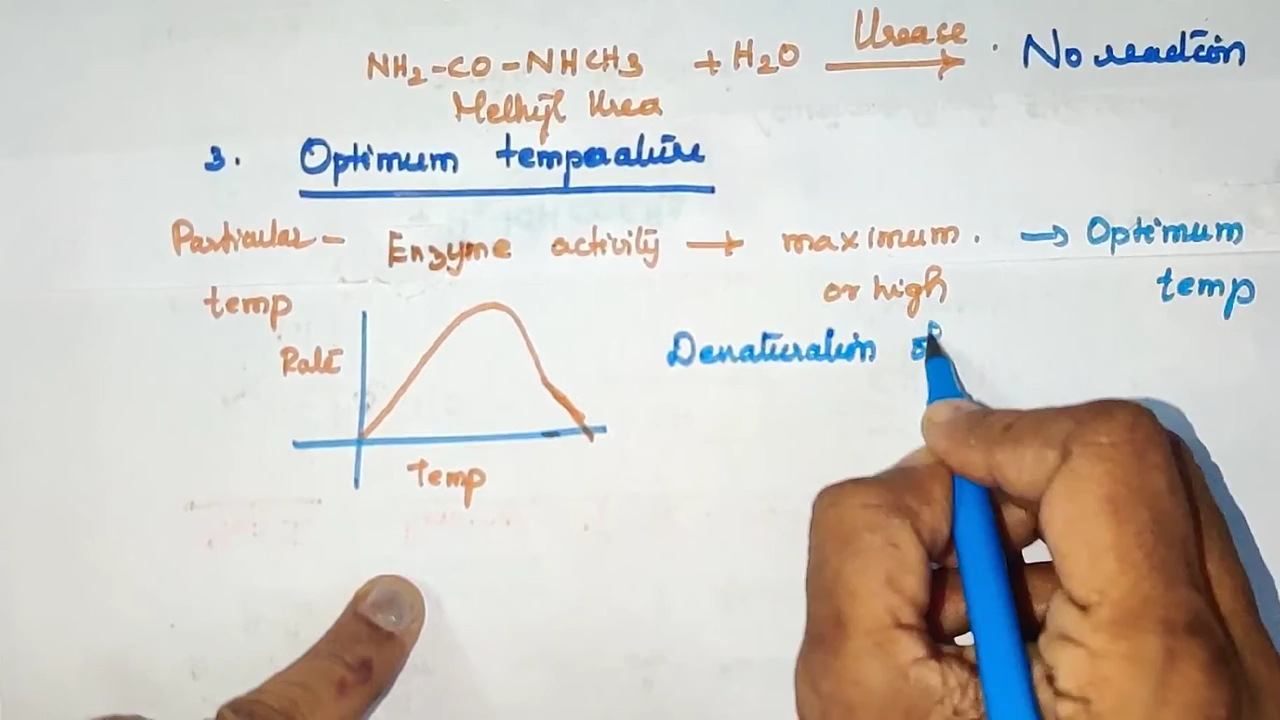 NH2-CO-NHCH3 + H2O Urease No reaction
Methyl Urea
3. Optimum temperature
Particular - Enzyme activity → maximum. → Optimum
temp or high temp
Rate Denaturation
Temp